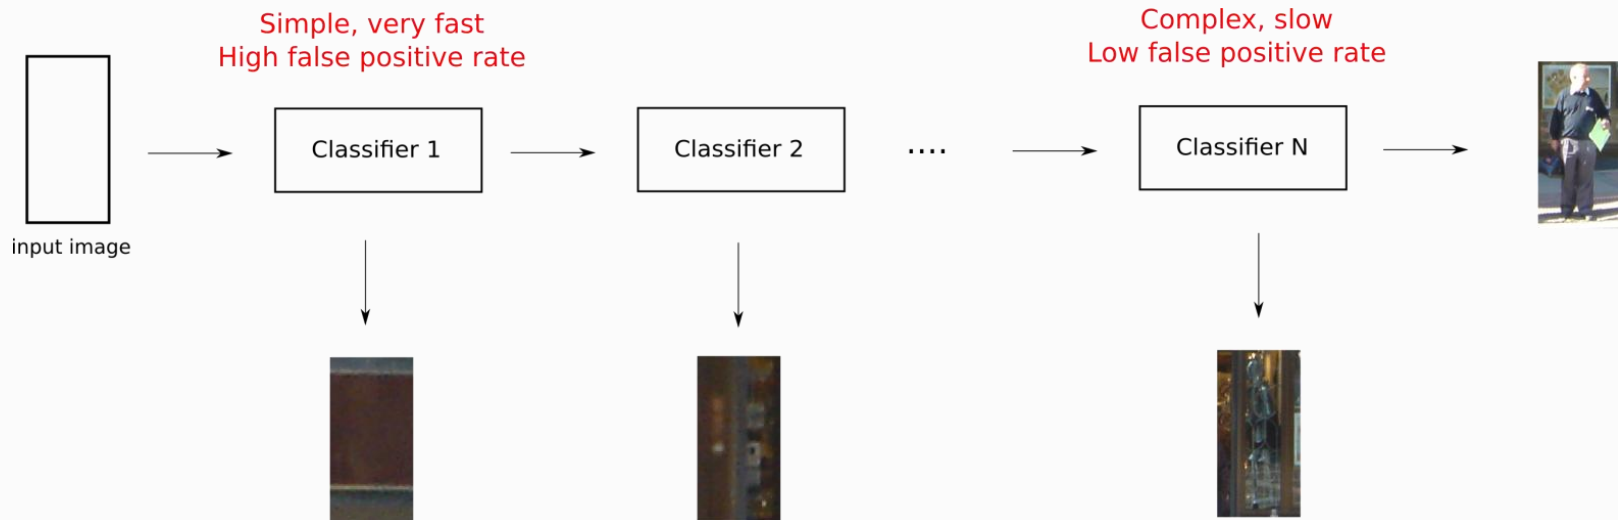 Simple, very fast
High false positive rate
Complex, slow
Low false positive rate
Classifier 1
Classifier 2
....
Classifier N
input image